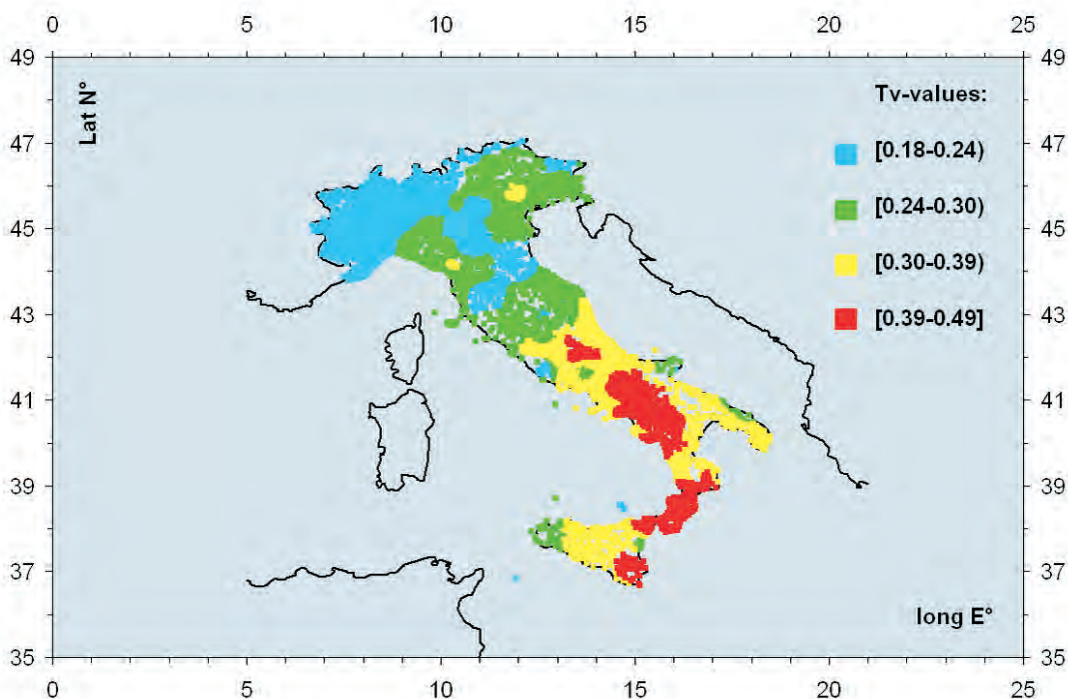 0 5 10 15 20 25
49 49
Lat N°
Tv-values:
47 47
[0.18-0.24)
45 45
[0.24-0.30)
43 43
[0.30-0.39)
[0.39-0.49]
41 41
39 39
37 37
long E°
35 35
0 5 10 15 20 25